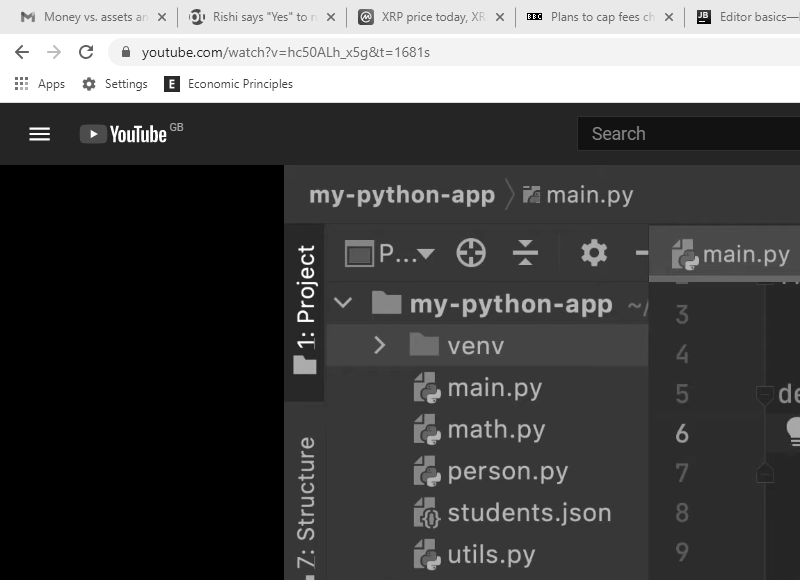 Money vs. assets an
Rishi says "Yes" to n
XRP price today, XR
BBC Plans to cap fees ch
JB Editor basics—
youtube.com/watch?v=hc50ALh_x5g&t=1681s
Apps Settings E Economic Principles
YouTube GB Search
my-python-app main.py
P... main.py
1: Project
my-python-app ~/
venv
main.py
math.py
person.py
students.json
utils.py
7: Structure
3
4
5 de
6
7
8
9